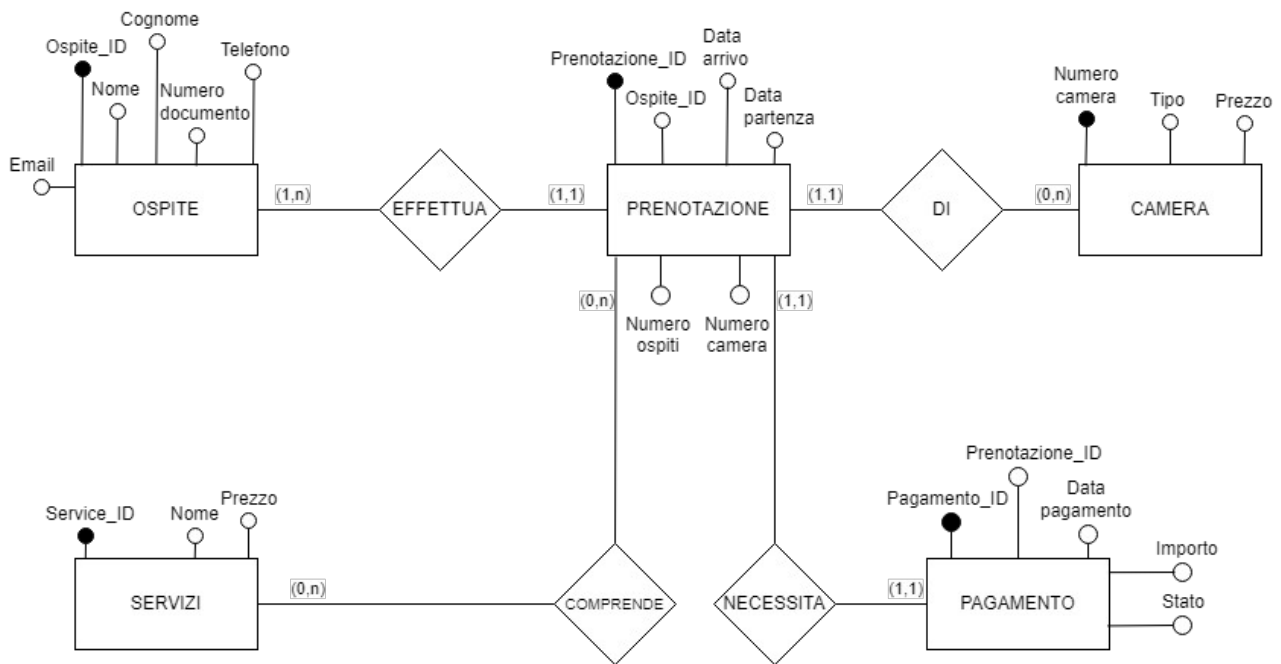 Cognome
Ospite_ID
Telefono
Nome
Numero
documento
Email
OSPITE
(1,n)
EFFETTUA
(1,1)
Prenotazione_ID
Data
arrivo
Ospite_ID
Data
partenza
PRENOTAZIONE
(1,1)
DI
(0,n)
Numero
camera
Tipo
Prezzo
CAMERA
(0,n)
(1,1)
Numero
ospiti
Numero
camera
Service_ID
Nome
Prezzo
SERVIZI
(0,n)
COMPRENDE
NECESSITA
(1,1)
Prenotazione_ID
Pagamento_ID
Data
pagamento
Importo
Stato
PAGAMENTO